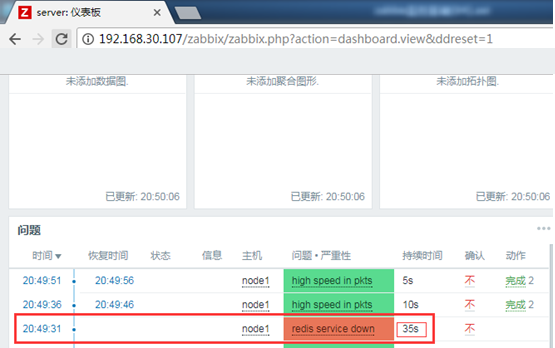 server: 仪表板
192.168.30.107/zabbix/zabbix.php?action=dashboard.view&ddreset=1
未添加数据图. 未添加聚合图形. 未添加拓扑图.
已更新: 20:50:06 已更新: 20:50:06 已更新: 20:50:06
问题
时间 恢复时间 状态 信息 主机 问题 • 严重性 持续时间 确认 动作
20:49:51 20:49:56 node1 high speed in pkts 5s 不 完成 2
20:49:36 20:49:46 node1 high speed in pkts 10s 不 完成 2
20:49:31 node1 redis service down 35s 不